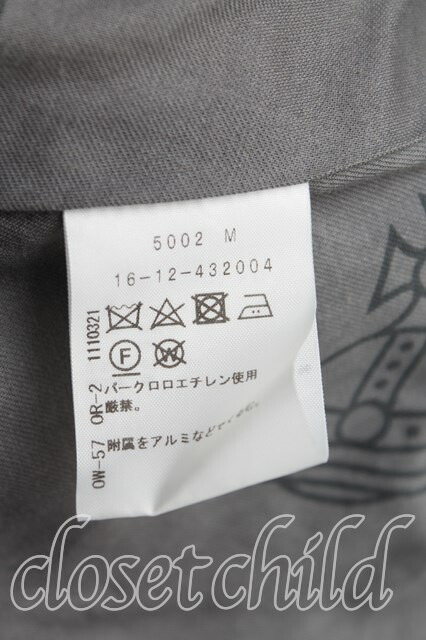 5002 M
16-12-432004
F
W
パークロロエチレン使用
厳禁。
附属をアルミなど
OW-57 OR-2 1110321
closetchild